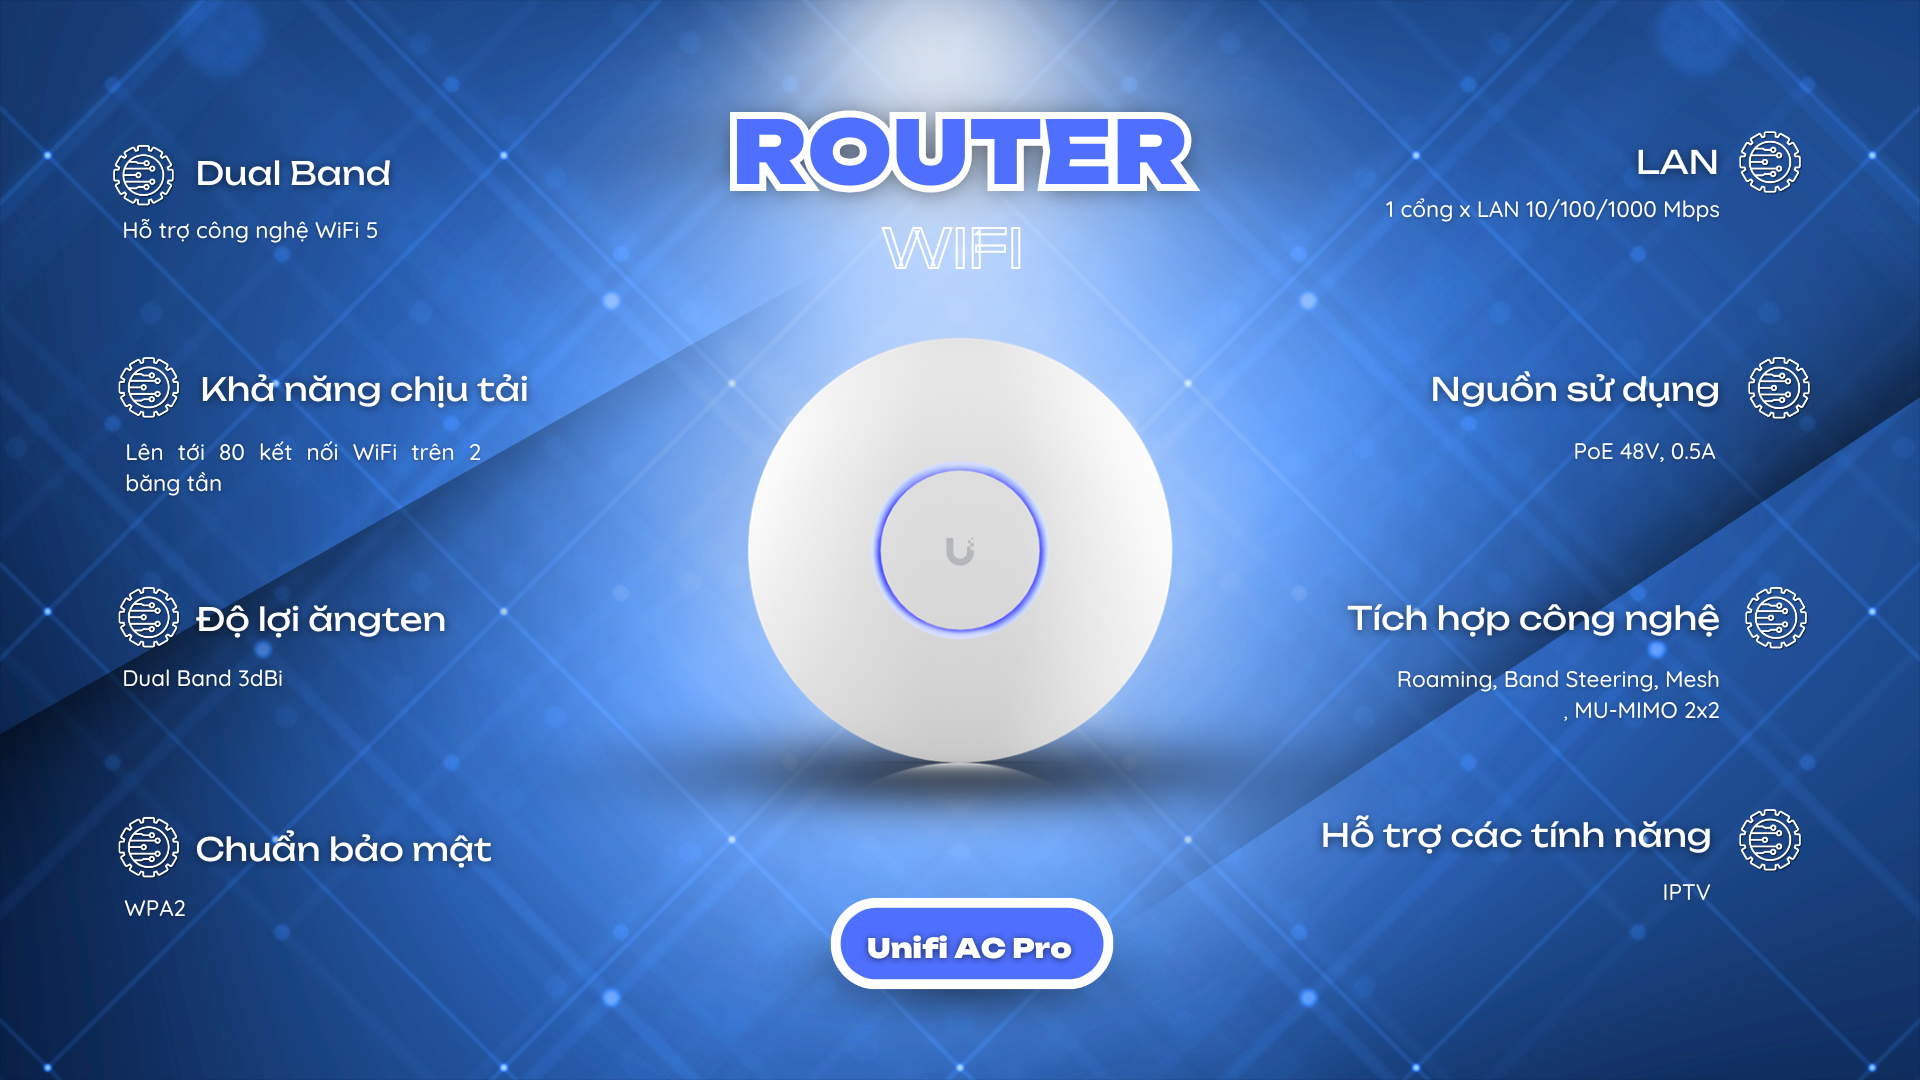 ROUTER
WIFI
Dual Band
Hỗ trợ công nghệ WiFi 5
Khả năng chịu tải
Lên tới 80 kết nối WiFi trên 2
băng tần
Độ lợi ăngten
Dual Band 3dBi
Chuẩn bảo mật
WPA2
LAN
1 cổng x LAN 10/100/1000 Mbps
Nguồn sử dụng
PoE 48V, 0.5A
Tích hợp công nghệ
Roaming, Band Steering, Mesh
, MU-MIMO 2x2
Hỗ trợ các tính năng
IPTV
U
Unifi AC Pro